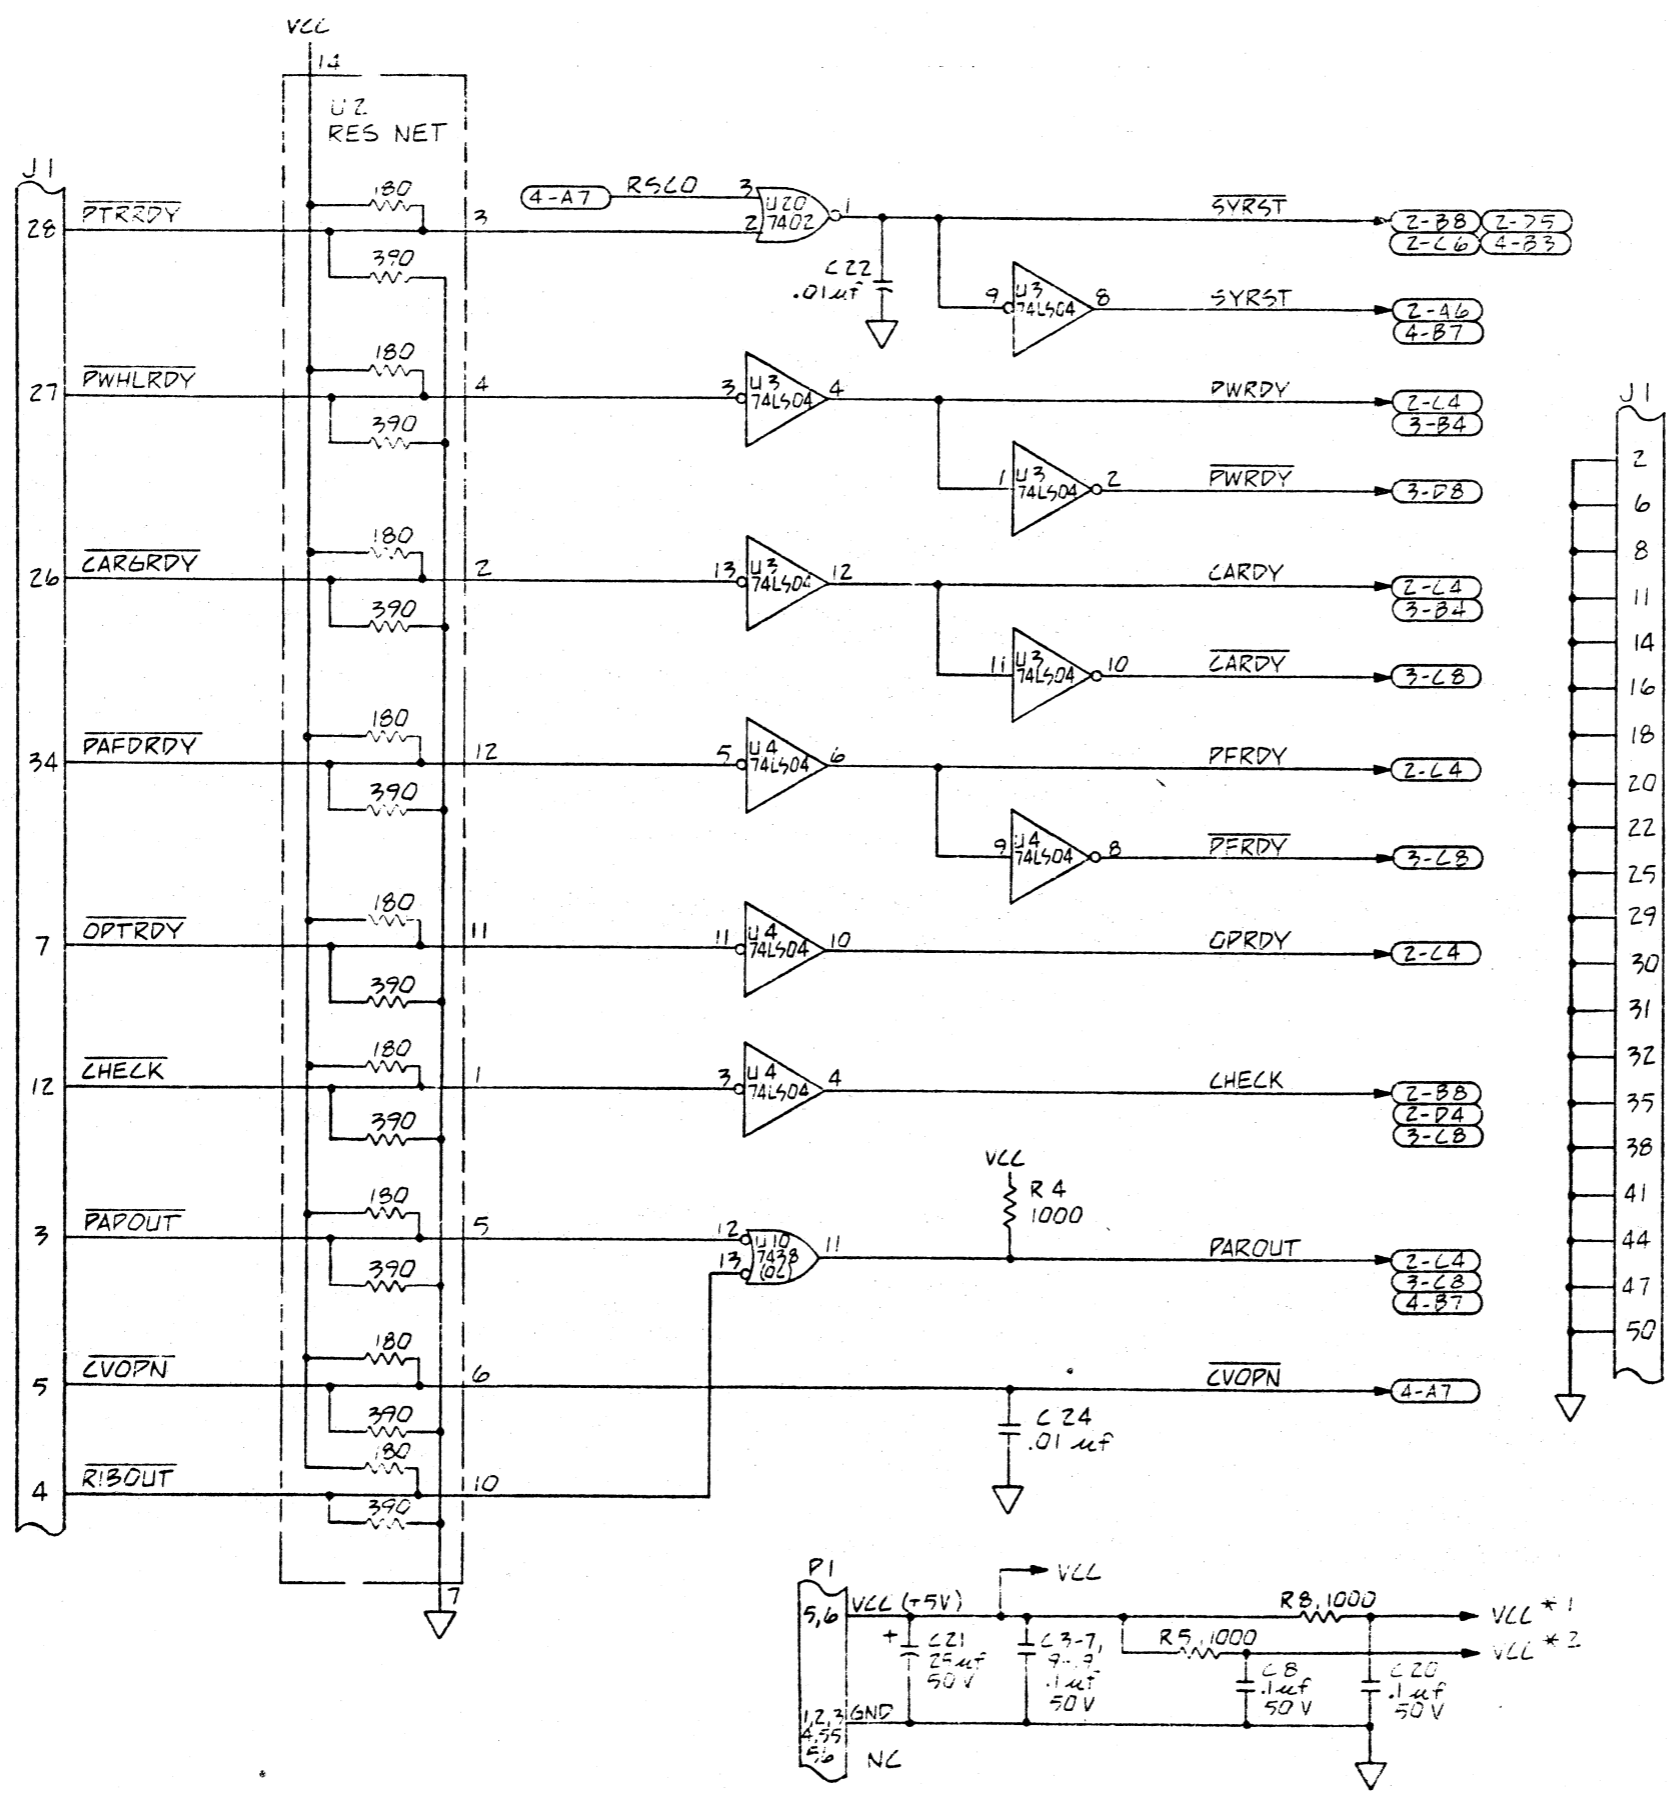 VCC
14
U2
RES NET
J1
28
PTRRDY
180
390
3
4-A7
RSCO
3
2
U20
7402
1
C22
.01uf
SYRST
2-B8
2-D5
2-C6
4-B3
9
U3
74LS04
8
SYRST
2-A6
4-B7
27
PWHLRDY
180
390
4
3
U3
74LS04
4
PWRDY
2-C4
3-B4
1
U3
74LS04
2
PWRDY
3-D8
26
CARGRDY
180
390
2
13
U3
74LS04
12
CARDY
2-C4
3-B4
11
U3
74LS04
10
CARDY
3-C8
34
PAFDRDY
180
390
12
5
U4
74LS04
6
PFRDY
2-C4
9
U4
74LS04
8
PFRDY
3-C8
7
OPTRDY
180
390
11
11
U4
74LS04
10
OPRDY
2-C4
12
CHECK
180
390
1
3
U4
74LS04
4
CHECK
2-B8
2-D4
3-C8
3
PAPOUT
180
390
5
12
13
U10
7438
(OC)
11
VCC
R4
1000
PAROUT
2-C4
3-C8
4-B7
5
CVOPN
180
390
6
C24
.01uf
CVOPN
4-A7
4
RIBOUT
180
390
10
7
J1
2
6
8
11
14
16
18
20
22
25
29
30
31
32
35
38
41
44
47
50
P1
5,6
VCC (+5V)
VCC
+
C21
25uf
50V
C3-7,
.1uf
50V
R8,1000
VCC *1
R5,1000
VCC *2
C8
.1uf
50V
C20
.1uf
50V
1,2,3
GND
NC